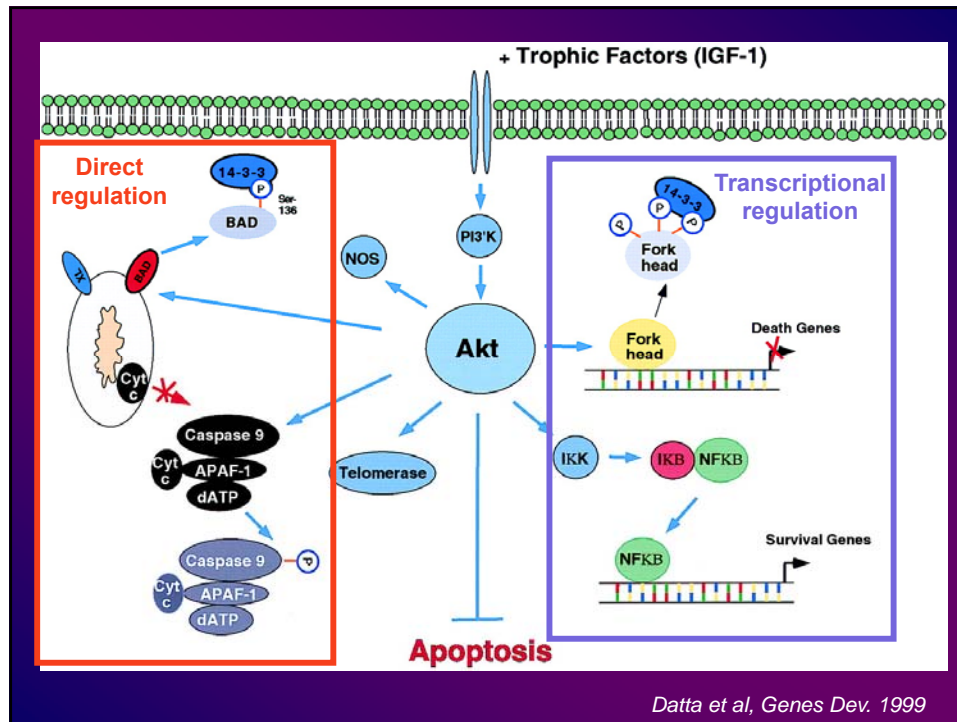 + Trophic Factors (IGF-1)
Direct
regulation
14-3-3
P
Ser-
136
BAD
XL
BAD
Cyt
c
Caspase 9
Cyt
c
APAF-1
dATP
Caspase 9
P
Cyt
c
APAF-1
dATP
PI3'K
NOS
Akt
Telomerase
Apoptosis
Transcriptional
regulation
14-3-3
P
P
P
Fork
head
Fork
head
Death Genes
IKK
IKB
NFKB
NFKB
Survival Genes
Datta et al, Genes Dev. 1999